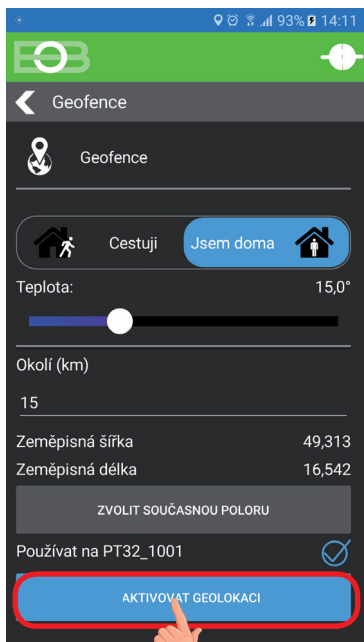 93% 14:11
EOB
Geofence
Geofence
Cestuji Jsem doma
Teplota: 15,0°
Okolí (km)
15
Zeměpisná šířka 49,313
Zeměpisná délka 16,542
ZVOLIT SOUČASNOU POLORU
Používat na PT32_1001
AKTIVOVAT GEOLOKACI